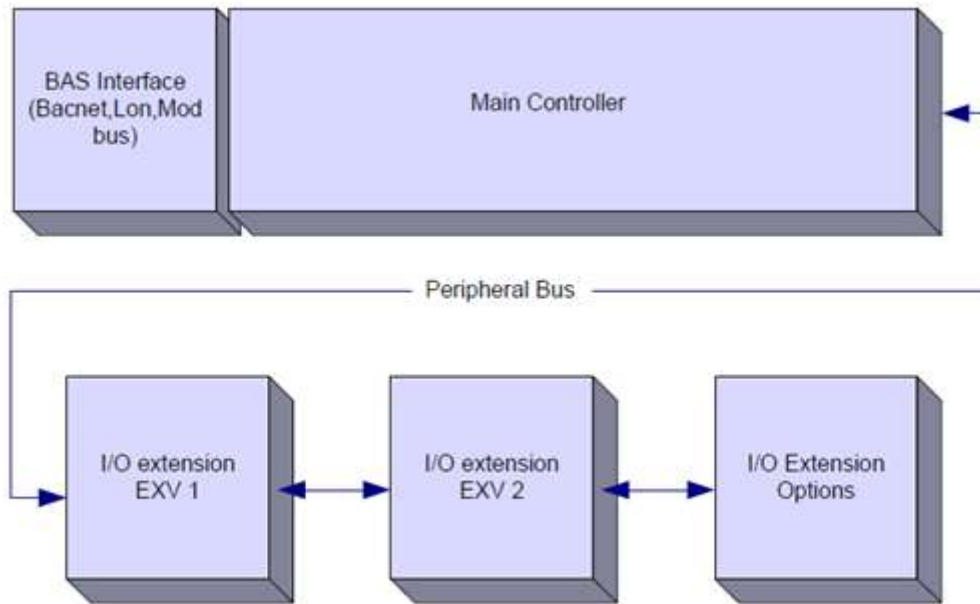 BAS Interface
(Bacnet,Lon,Mod
bus)
Main Controller
Peripheral Bus
I/O extension
EXV 1
I/O extension
EXV 2
I/O Extension
Options